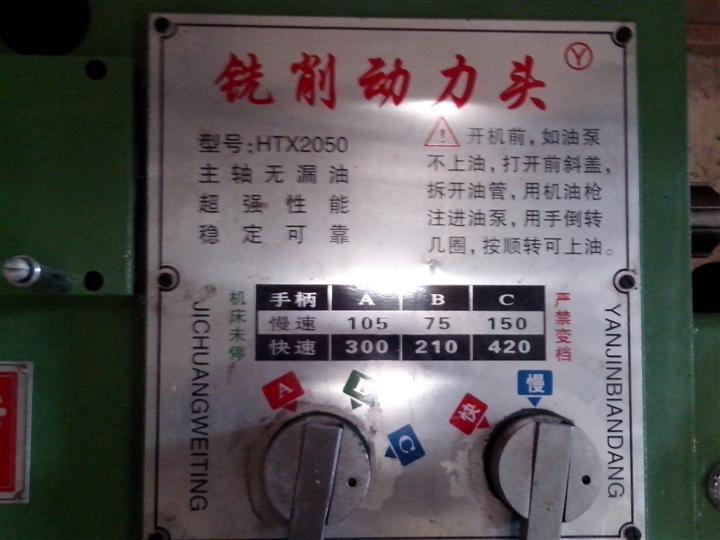 铣削动力头 Ⓨ
型号:HTX2050
主轴无漏油
超强性能
稳定可靠
开机前,如油泵
不上油,打开前斜盖,
拆开油管,用机油枪
注进油泵,用手倒转
几圈,按顺转可上油。
机床未停
手柄 A B C
慢速 105 75 150
快速 300 210 420
严禁变档
JICHUANGWEITING
YANJINBIANDANG
A
B
C
快
慢